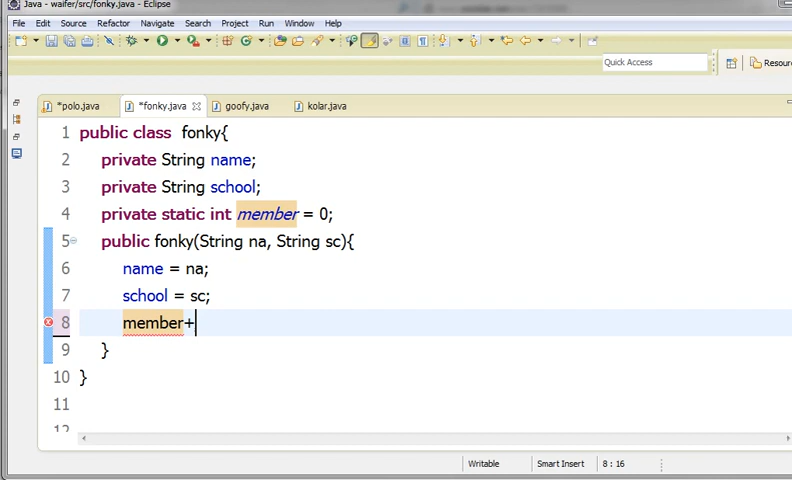 Java - waifer/src/fonky.java - Eclipse
File Edit Source Refactor Navigate Search Project Run Window Help
Quick Access
Resour
*polo.java *fonky.java goofy.java kolar.java
1 public class fonky{
2 private String name;
3 private String school;
4 private static int member = 0;
5 public fonky(String na, String sc){
6 name = na;
7 school = sc;
8 member+
9 }
10 }
11
12
Writable Smart Insert 8 : 16